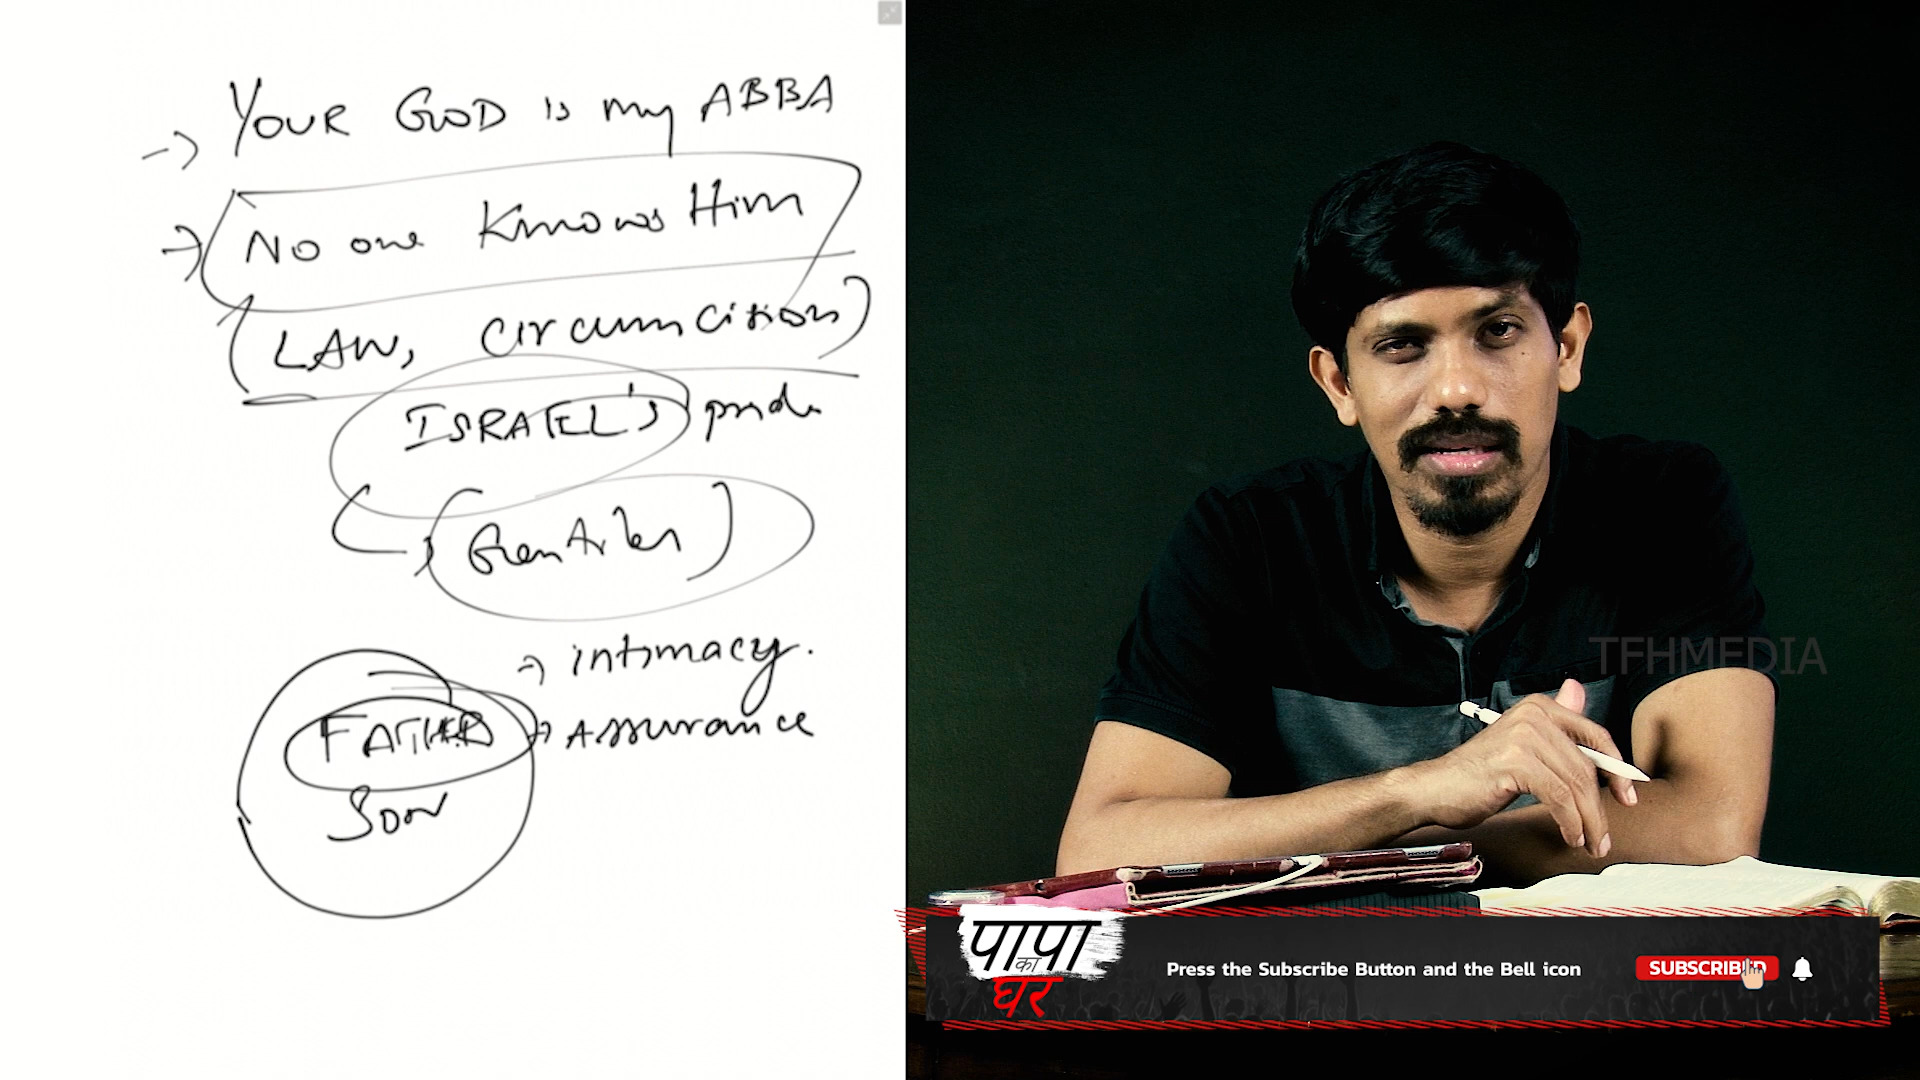 → YOUR GOD is my ABBA
→ No one Knows Him
(LAW, Circumcition)
ISRAEL's pride
(Gentiles)
→ intimacy.
FATHER → Assurance
SON
TFHMEDIA
पापा
का
घर
Press the Subscribe Button and the Bell icon
SUBSCRIBED